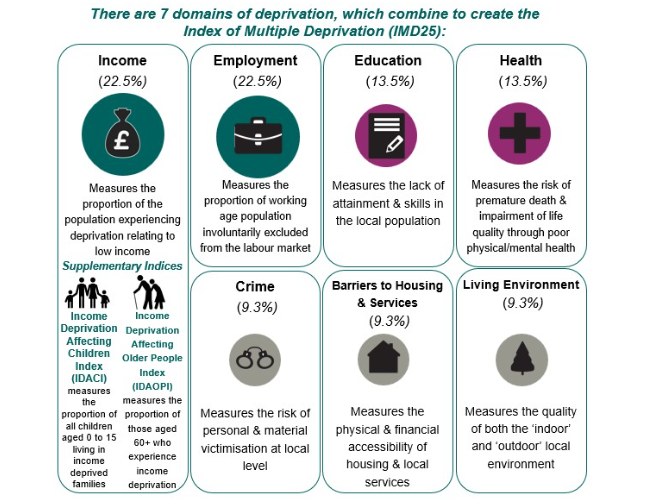 There are 7 domains of deprivation, which combine to create the
Index of Multiple Deprivation (IMD25):
Income
(22.5%)
£
Measures the
proportion of the
population experiencing
deprivation relating to
low income
Supplementary Indices
Income
Deprivation
Affecting
Children
Index
(IDACI)
measures
the
proportion of
all children
aged 0 to 15
living in
income
deprived
families
Income
Deprivation
Affecting
Older People
Index
(IDAOPI)
measures the
proportion of
those aged
60+ who
experience
income
deprivation
Employment
(22.5%)
Measures the
proportion of working
age population
involuntarily excluded
from the labour market
Education
(13.5%)
Measures the lack of
attainment & skills in
the local population
Health
(13.5%)
Measures the risk of
premature death &
impairment of life
quality through poor
physical/mental health
Crime
(9.3%)
Measures the risk of
personal & material
victimisation at local
level
Barriers to Housing
& Services
(9.3%)
Measures the
physical & financial
accessibility of
housing & local
services
Living Environment
(9.3%)
Measures the quality
of both the ‘indoor’
and ‘outdoor’ local
environment